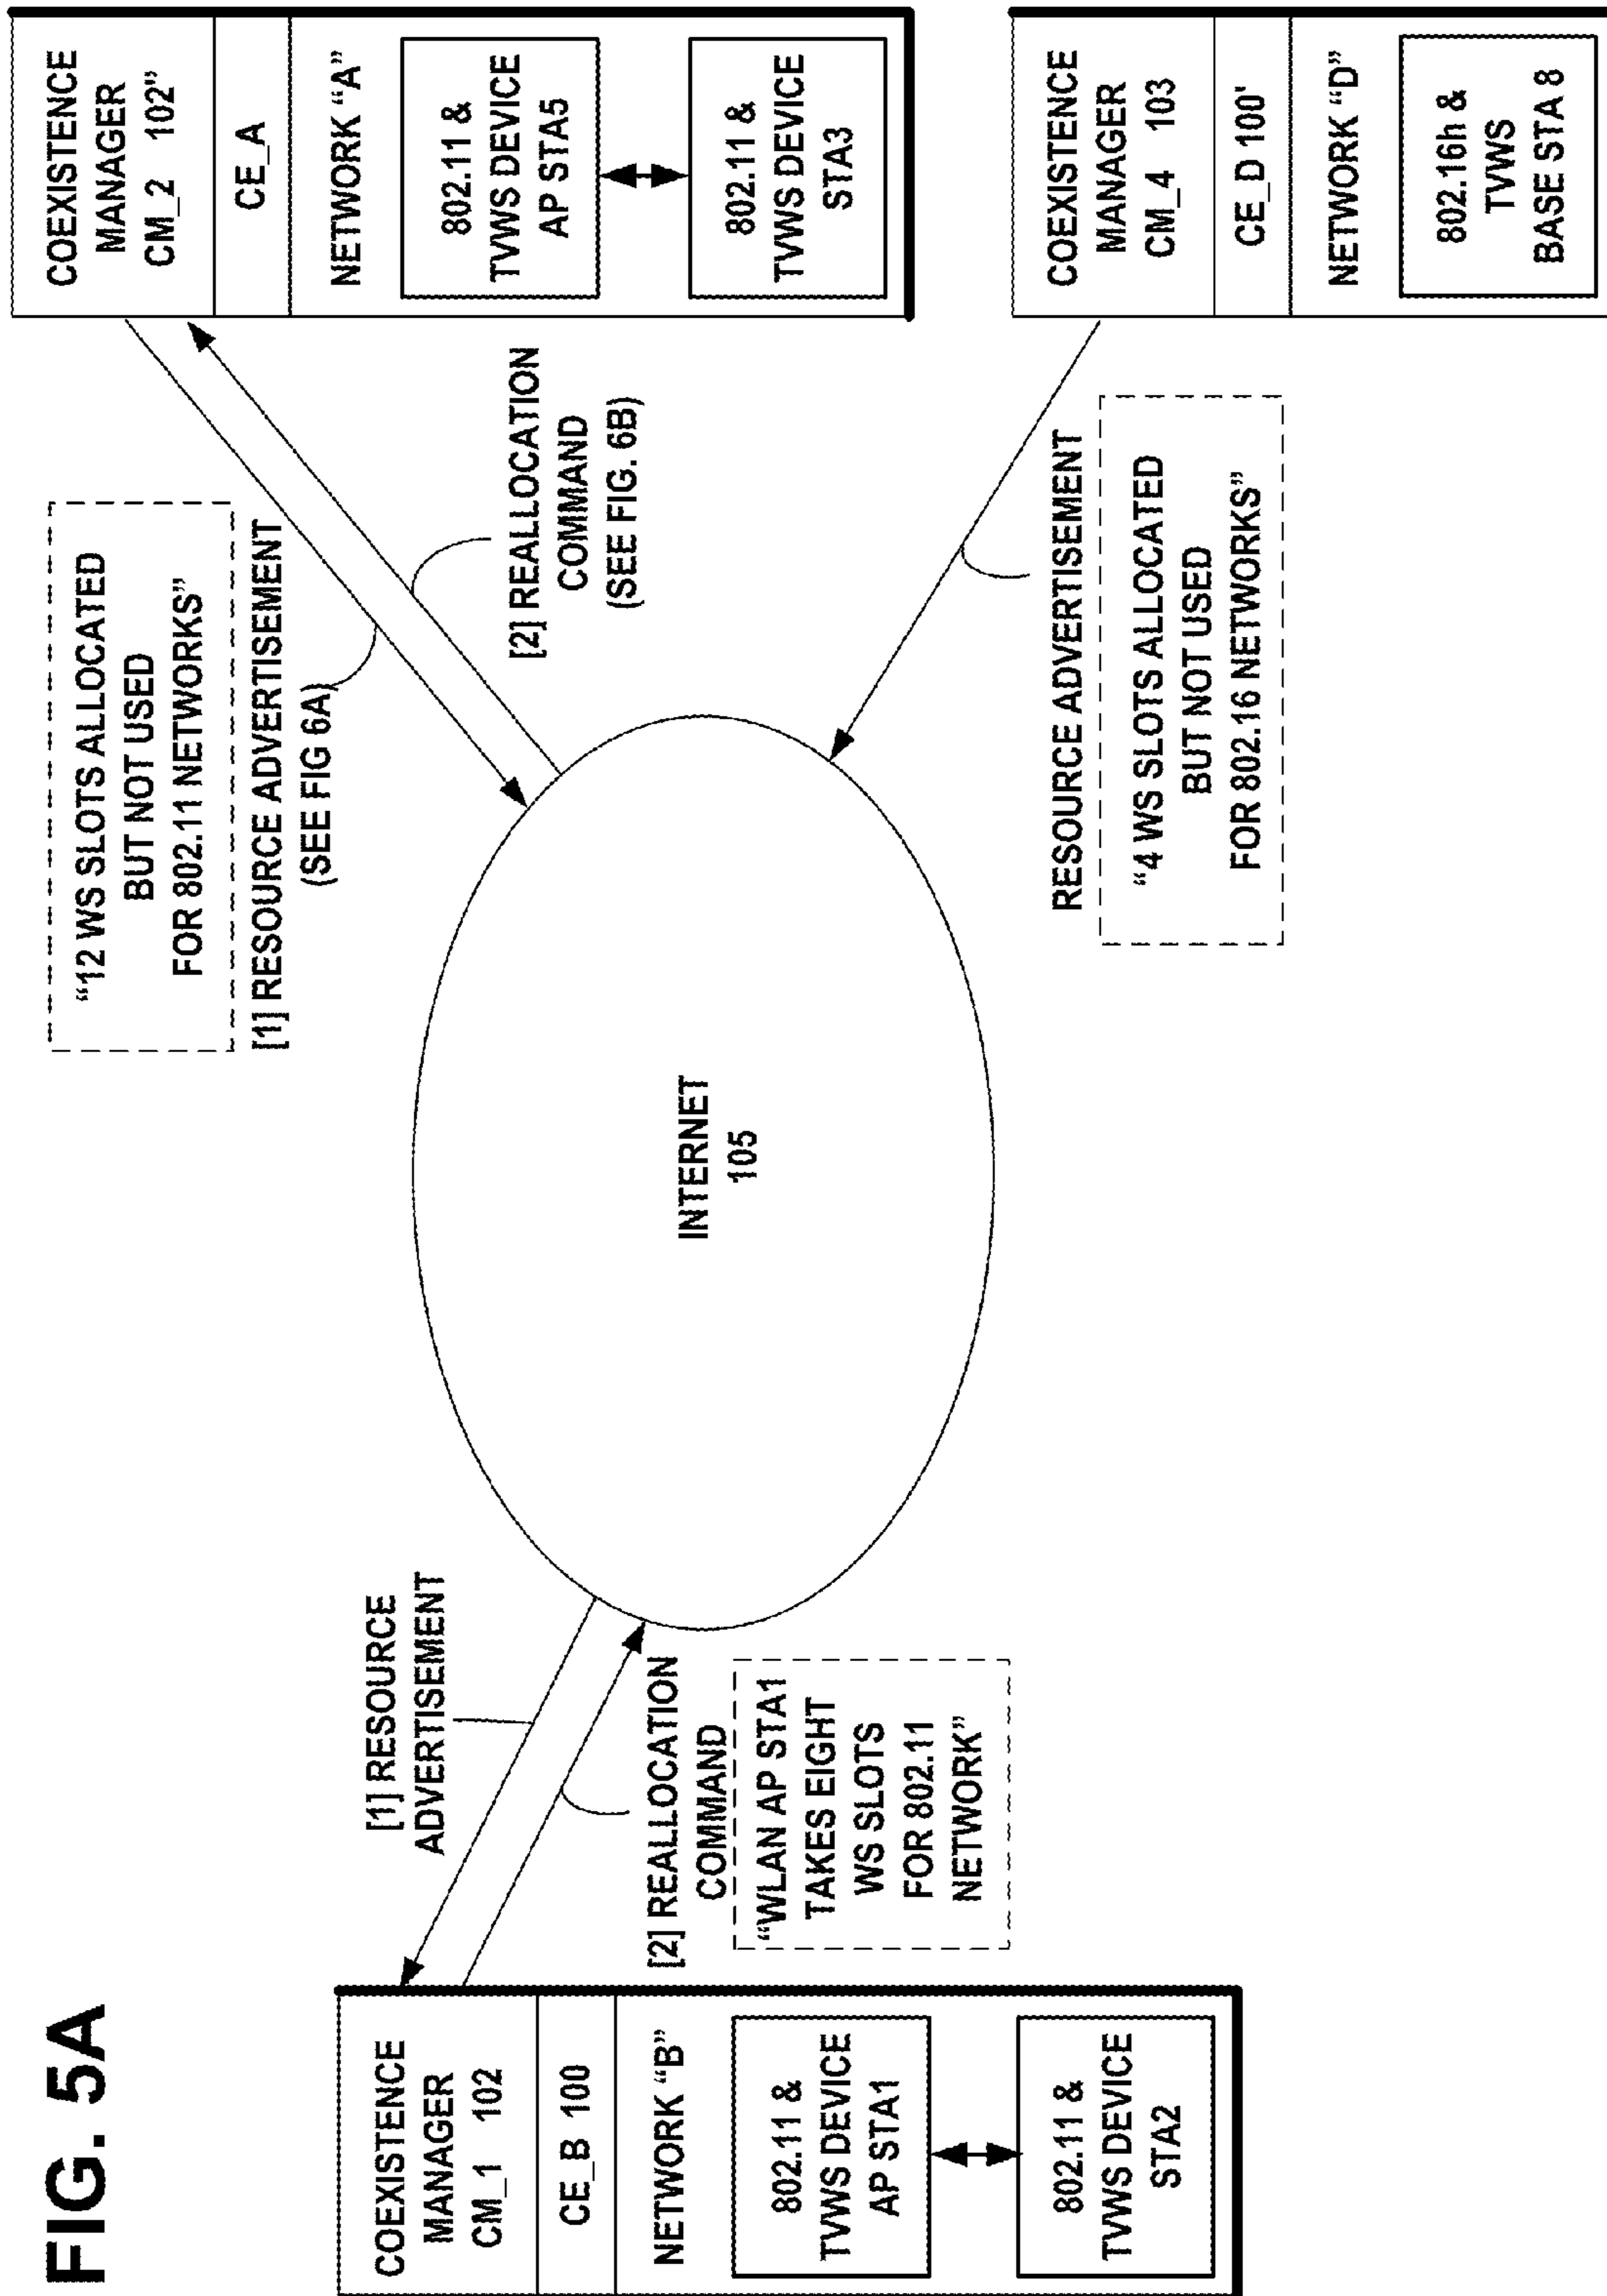 FIG. 5A
COEXISTENCE
MANAGER
CM_1 102
CE_B 100
NETWORK "B"
802.11 &
TVWS DEVICE
AP STA1
802.11 &
TVWS DEVICE
STA2
[1] RESOURCE
ADVERTISEMENT
[2] REALLOCATION
COMMAND
“WLAN AP STA1
TAKES EIGHT
WS SLOTS
FOR 802.11
NETWORK”
INTERNET
105
“12 WS SLOTS ALLOCATED
BUT NOT USED
FOR 802.11 NETWORKS”
[1] RESOURCE ADVERTISEMENT
(SEE FIG 6A)
[2] REALLOCATION
COMMAND
(SEE FIG. 6B)
RESOURCE ADVERTISEMENT
“4 WS SLOTS ALLOCATED
BUT NOT USED
FOR 802.16 NETWORKS”
COEXISTENCE
MANAGER
CM_2 102”
CE_A
NETWORK “A”
802.11 &
TVWS DEVICE
AP STA5
802.11 &
TVWS DEVICE
STA3
COEXISTENCE
MANAGER
CM_4 103
CE_D 100'
NETWORK “D”
802.16h &
TVWS
BASE STA 8